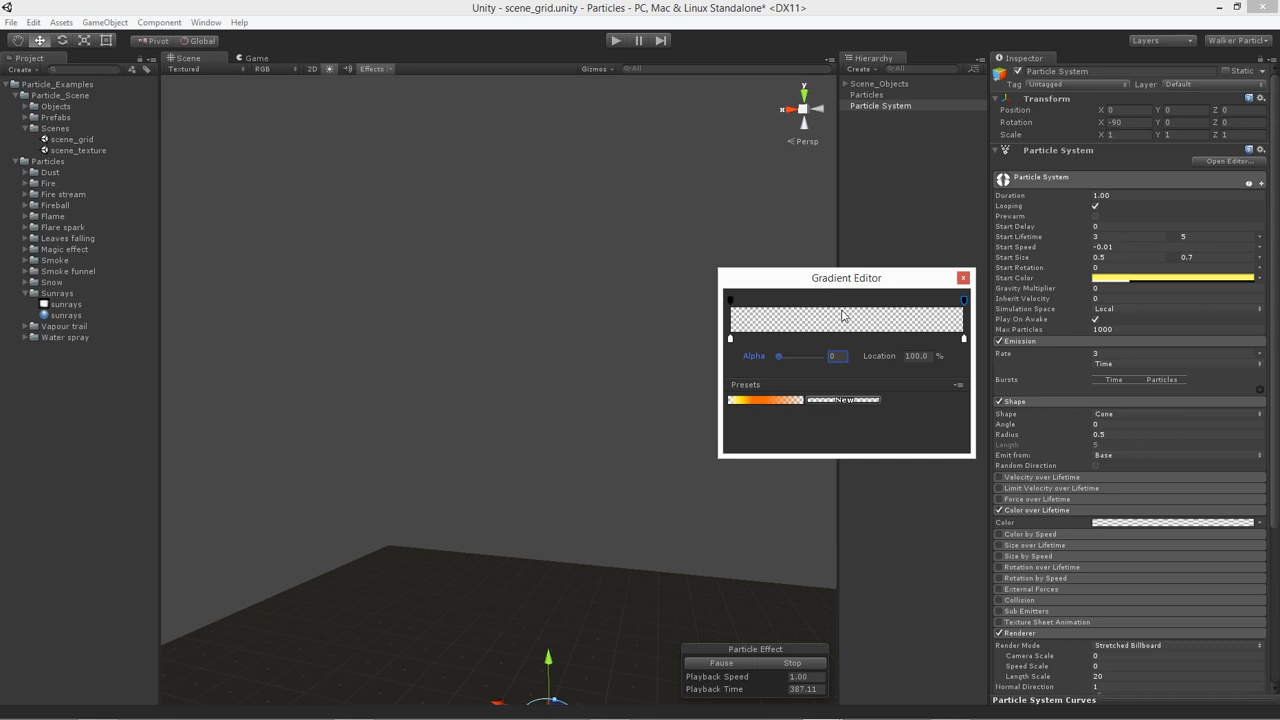 Unity - scene_grid.unity - Particles - PC, Mac & Linux Standalone* <DX11>
File Edit Assets GameObject Component Window Help
Pivot Global Layers Walker Particl
Project
Create
Particle_Examples
Particle_Scene
Objects
Prefabs
Scenes
scene_grid
scene_texture
Particles
Dust
Fire
Fire stream
Fireball
Flame
Flare spark
Leaves falling
Magic effect
Smoke
Smoke funnel
Snow
Sunrays
sunrays
sunrays
Vapour trail
Water spray
Scene Game
Textured RGB 2D Effects Gizmos All
y
x
Persp
Gradient Editor
x
Alpha 0 Location 100.0 %
Presets
New
Particle Effect
Pause Stop
Playback Speed 1.00
Playback Time 387.11
Hierarchy
Create All
Scene_Objects
Particles
Particle System
Inspector
Particle System Static
Tag Untagged Layer Default
Transform
Position X 0 Y 0 Z 0
Rotation X -90 Y 0 Z 0
Scale X 1 Y 1 Z 1
Particle System
Open Editor...
Particle System
Duration 1.00
Looping
Prewarm
Start Delay 0
Start Lifetime 3 5
Start Speed -0.01
Start Size 0.5 0.7
Start Rotation 0
Start Color
Gravity Multiplier 0
Inherit Velocity 0
Simulation Space Local
Play On Awake
Max Particles 1000
Emission
Rate 3
Time
Bursts Time Particles
Shape
Shape Cone
Angle 0
Radius 0.5
Length 5
Emit from: Base
Random Direction
Velocity over Lifetime
Limit Velocity over Lifetime
Force over Lifetime
Color over Lifetime
Color
Color by Speed
Size over Lifetime
Size by Speed
Rotation over Lifetime
Rotation by Speed
External Forces
Collision
Sub Emitters
Texture Sheet Animation
Renderer
Render Mode Stretched Billboard
Camera Scale 0
Speed Scale 0
Length Scale 20
Normal Direction 1
Particle System Curves